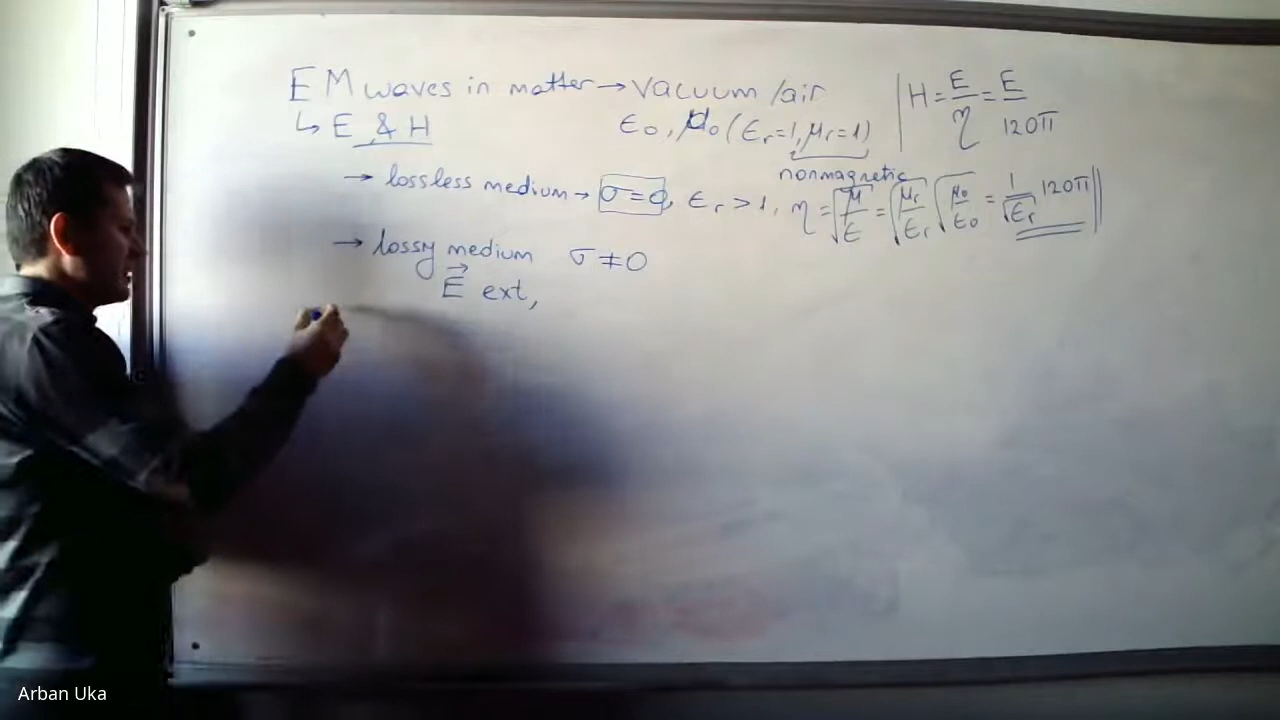 EM waves in matter → vacuum /air | H = E/η = E/120π
↳ E & H ϵ₀, μ₀ (ϵr=1, μr=1)
nonmagnetic
→ lossless medium → σ = 0, ϵr > 1, η = √(μ/ϵ) = √(μr/ϵr) √(μ₀/ϵ₀) = 1/√ϵr 120π
→ lossy medium σ ≠ 0
E⃗ ext,
Arban Uka